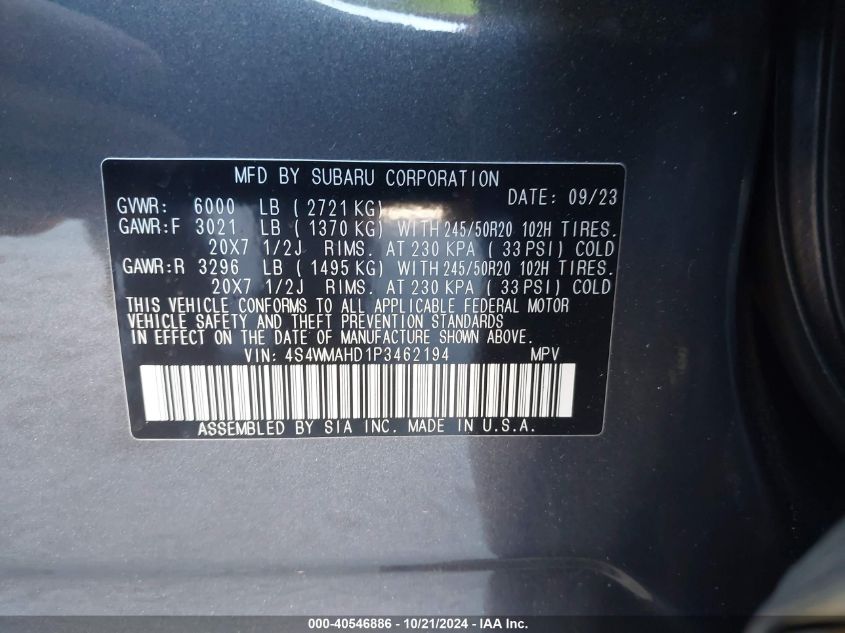 MFD BY SUBARU CORPORATION
DATE: 09/23
GVWR: 6000 LB ( 2721 KG)
GAWR:F 3021 LB ( 1370 KG) WITH 245/50R20 102H TIRES.
20X7 1/2J RIMS. AT 230 KPA ( 33 PSI) COLD
GAWR:R 3296 LB ( 1495 KG) WITH 245/50R20 102H TIRES.
20X7 1/2J RIMS. AT 230 KPA ( 33 PSI) COLD
THIS VEHICLE CONFORMS TO ALL APPLICABLE FEDERAL MOTOR
VEHICLE SAFETY AND THEFT PREVENTION STANDARDS
IN EFFECT ON THE DATE OF MANUFACTURE SHOWN ABOVE.
VIN: 4S4WMAHD1P3462194 MPV
ASSEMBLED BY SIA INC. MADE IN U.S.A.
000-40546886 - 10/21/2024 - IAA Inc.